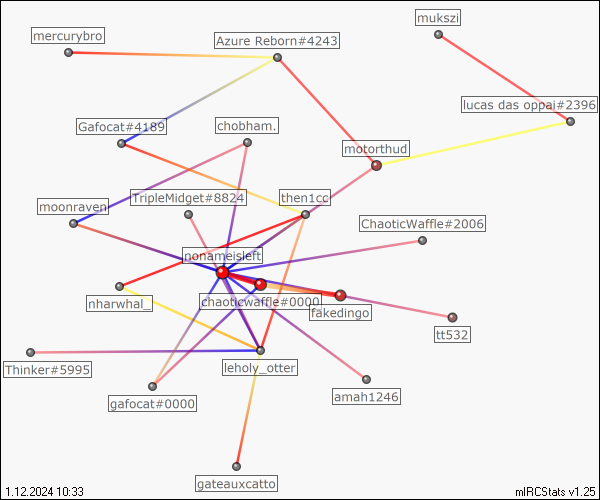 mukszi
mercurybro
Azure Reborn#4243
lucas das oppai#2396
Gafocat#4189
chobham.
motorthud
TripleMidget#8824
then1cc
moonraven
ChaoticWaffle#2006
nonameisleft
nharwhal_
chaoticwaffle#0000
fakedingo
tt532
Thinker#5995
leholy_otter
gafocat#0000
amah1246
gateauxcatto
1.12.2024 10:33
mIRCStats v1.25